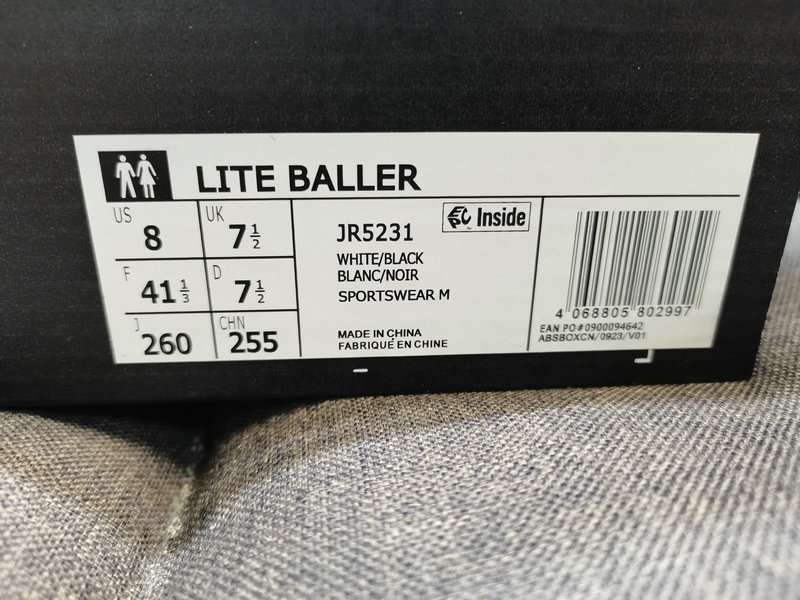 LITE BALLER
US 8
UK 7 1/2
F 41 1/3
D 7 1/2
J 260
CHN 255
EPC Inside
TM
JR5231
WHITE/BLACK
BLANC/NOIR
SPORTSWEAR M
MADE IN CHINA
FABRIQUÉ EN CHINE
4 068805 802997
EAN PO#0900094642
ABSBOXCN/0923/V01